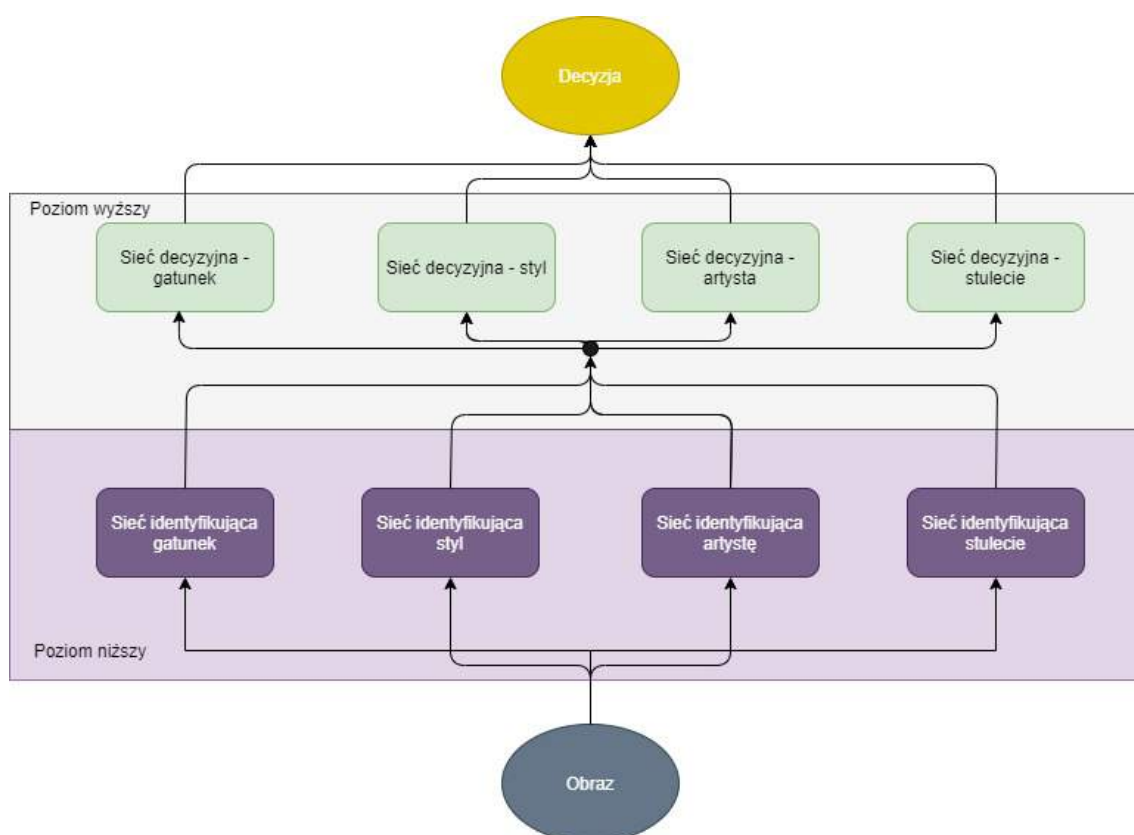 Decyzja
Poziom wyższy
Sieć decyzyjna -
gatunek
Sieć decyzyjna - styl
Sieć decyzyjna -
artysta
Sieć decyzyjna -
stulecie
Sieć identyfikująca
gatunek
Sieć identyfikująca
styl
Sieć identyfikująca
artystę
Sieć identyfikująca
stulecie
Poziom niższy
Obraz